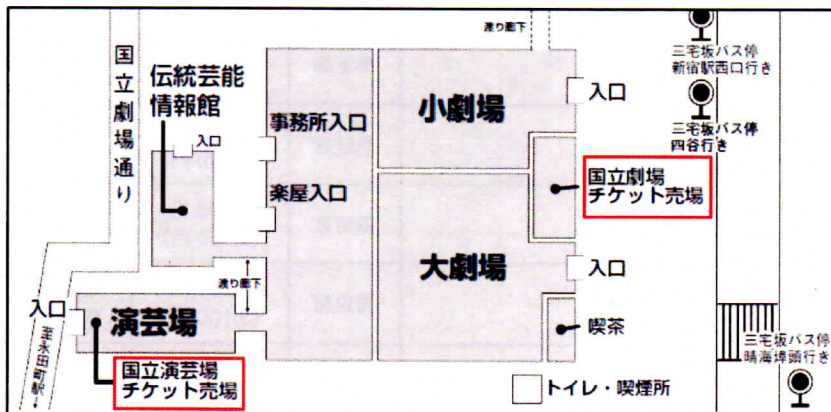 渡り廊下
国立劇場通り
伝統芸能
情報館
入口
事務所入口
小劇場
入口
三宅坂バス停
新宿駅西口行き
三宅坂バス停
四谷行き
楽屋入口
国立劇場
チケット売場
大劇場
入口
渡り廊下
入口
演芸場
喫茶
至永田町駅→
国立演芸場
チケット売場
トイレ・喫煙所
三宅坂バス停
晴海埠頭行き